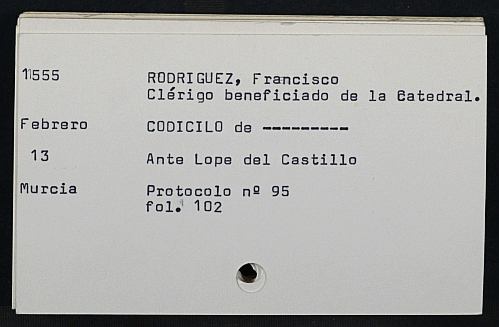 1555 RODRIGUEZ, Francisco
Clérigo beneficiado de la Catedral.
Febrero CODICILO de ---------
13 Ante Lope del Castillo
Murcia Protocolo nº 95
fol. 102